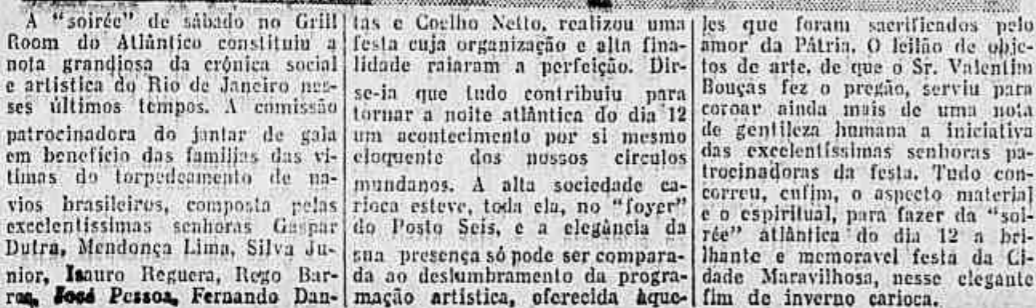 A "soirée" de sábado no Grill
Room do Atlântico constituiu a
nota grandiosa da crônica social
e artística do Rio de Janeiro nes-
ses últimos tempos. A comissão
patrocinadora do jantar de gala
em benefício das famílias das ví-
timas do torpedeamento de na-
vios brasileiros, composta pelas
excelentíssimas senhoras Gaspar
Dutra, Mendonça Lima, Silva Ju-
nior, Isauro Reguera, Rego Bar-
ros, José Pessoa, Fernando Dan-
tas e Coelho Netto, realizou uma
festa cuja organização e alta fina-
lidade raiaram a perfeição. Dir-
se-ia que tudo contribuiu para
tornar a noite atlântica do dia 12
um acontecimento por si mesmo
eloquente dos nossos círculos
mundanos. A alta sociedade ca-
rioca esteve, toda ela, no "foyer"
do Posto Seis, e a elegância da
sua presença só pode ser compara-
da ao deslumbramento da progra-
mação artística, oferecida àque-
les que foram sacrificados pelo
amor da Pátria. O leilão de obje-
tos de arte, de que o Sr. Valentim
Bouças fez o pregão, serviu para
coroar ainda mais de uma nota
de gentileza humana a iniciativa
das excelentíssimas senhoras pa-
trocinadoras da festa. Tudo con-
correu, enfim, o aspecto material
e o espiritual, para fazer da "soi-
rée" atlântica do dia 12 a bri-
lhante e memoravel festa da Ci-
dade Maravilhosa, nesse elegante
fim de inverno carioca.